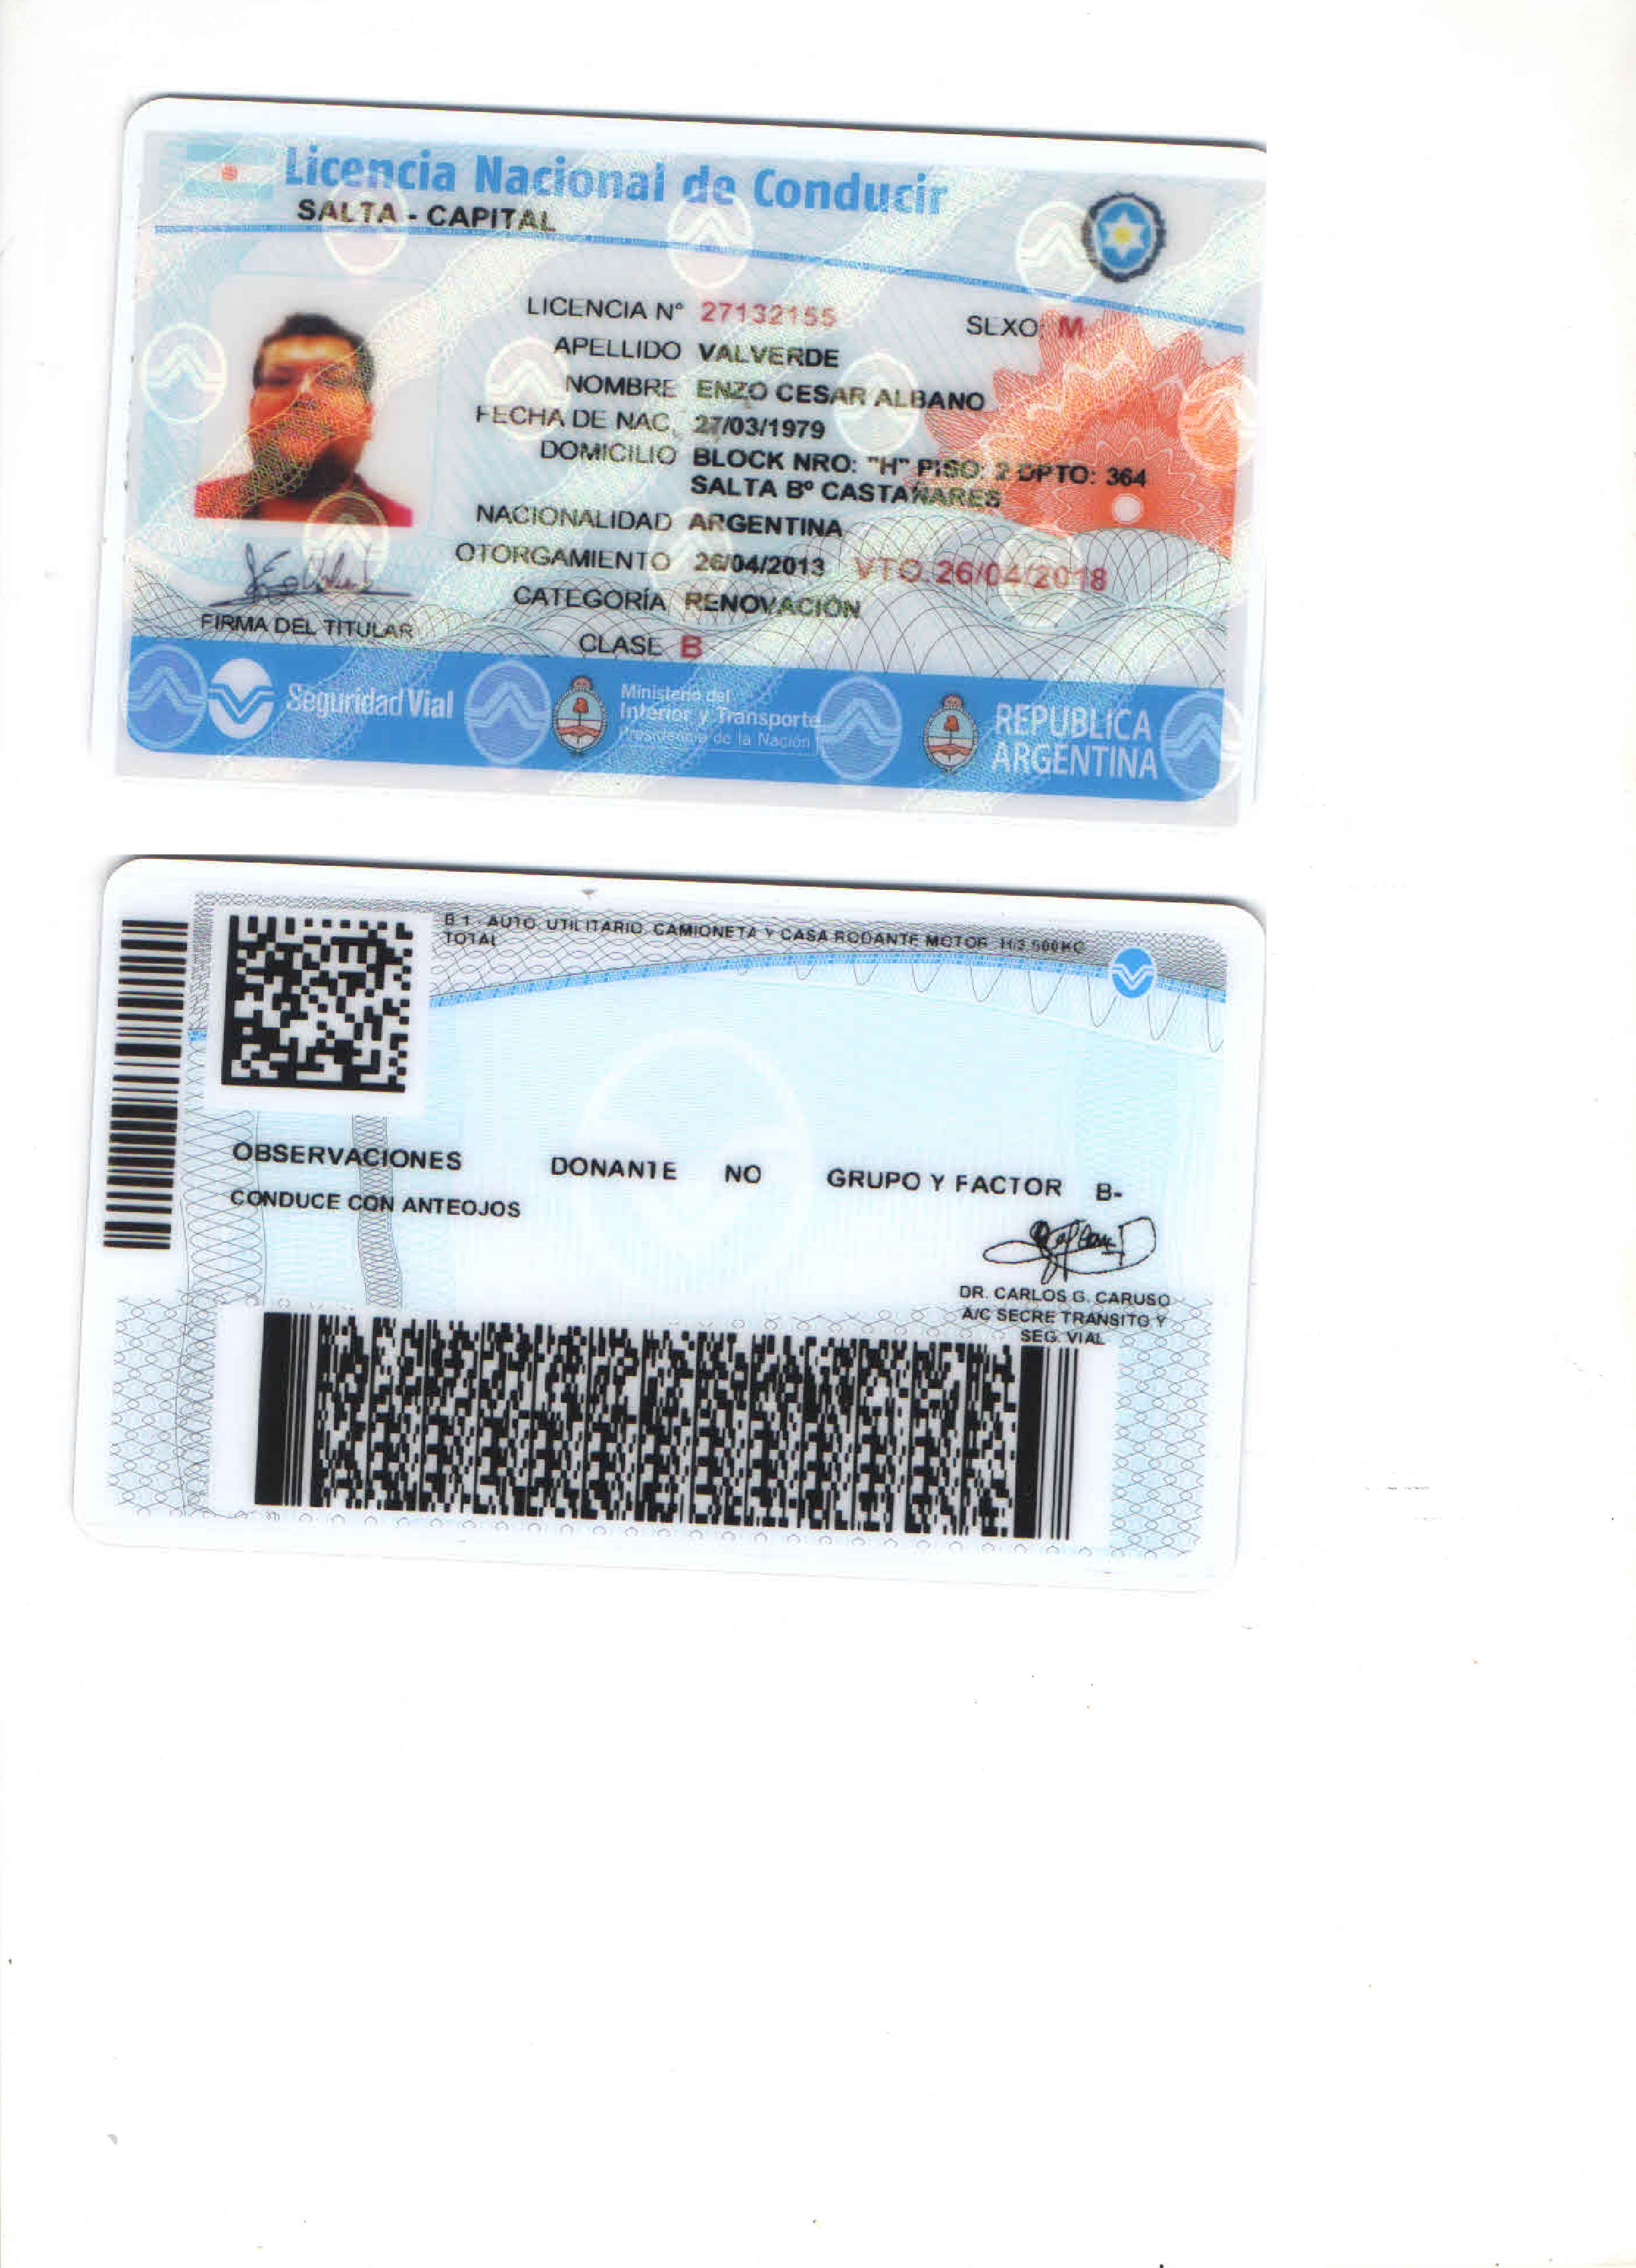 Licencia Nacional de Conducir
SALTA - CAPITAL
LICENCIA N° 27132155
SEXO M
APELLIDO VALVERDE
NOMBRE ENZO CESAR ALBANO
FECHA DE NAC. 27/03/1979
DOMICILIO BLOCK NRO: "H" PISO: 2 DPTO: 364
SALTA Bº CASTAÑARES
NACIONALIDAD ARGENTINA
OTORGAMIENTO 26/04/2013 VTO. 26/04/2018
CATEGORÍA RENOVACIÓN
FIRMA DEL TITULAR
CLASE B
Seguridad Vial
Ministerio del
Interior y Transporte
Presidencia de la Nación
REPUBLICA
ARGENTINA
B 1 - AUTO, UTILITARIO, CAMIONETA Y CASA RODANTE MOTOR. H/3.500KG
TOTAL
OBSERVACIONES DONANTE NO GRUPO Y FACTOR B-
CONDUCE CON ANTEOJOS
DR. CARLOS G. CARUSO
A/C SECRE TRANSITO Y
SEG. VIAL